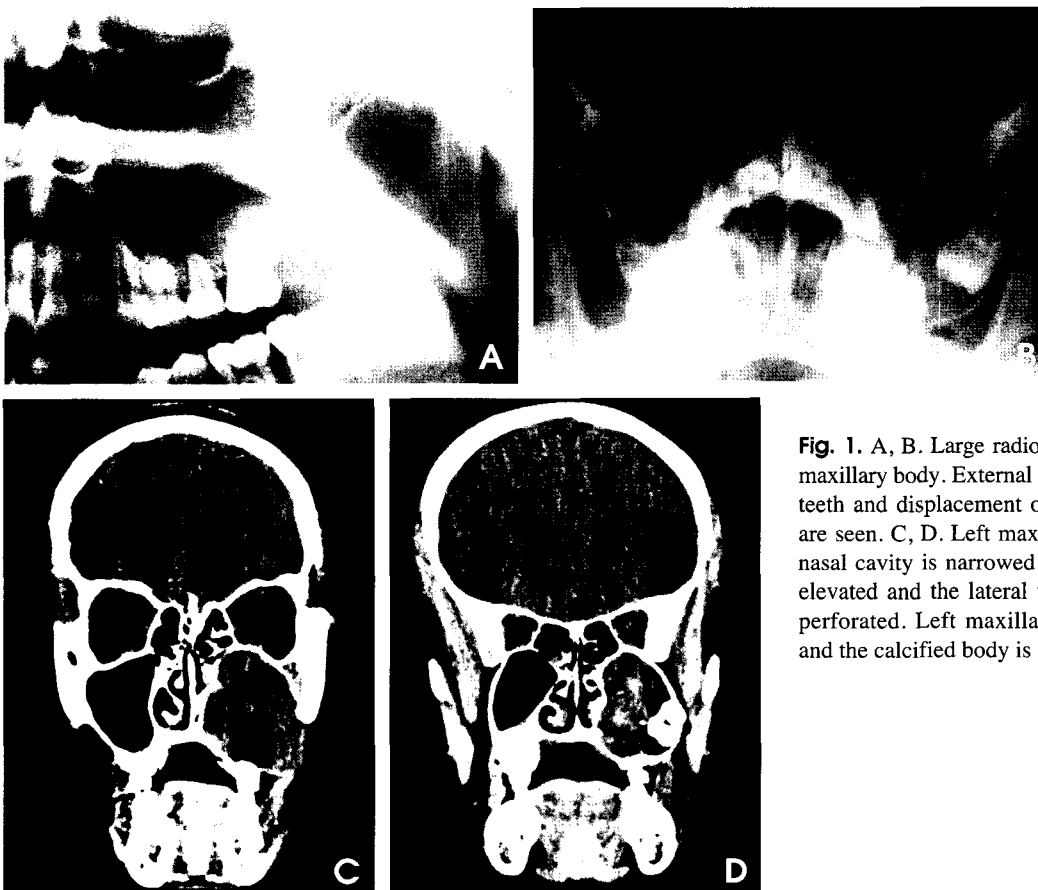 A
B
Fig. 1. A, B. Large radio
maxillary body. External
teeth and displacement o
are seen. C, D. Left max
nasal cavity is narrowed
elevated and the lateral
perforated. Left maxilla
and the calcified body is
C
D